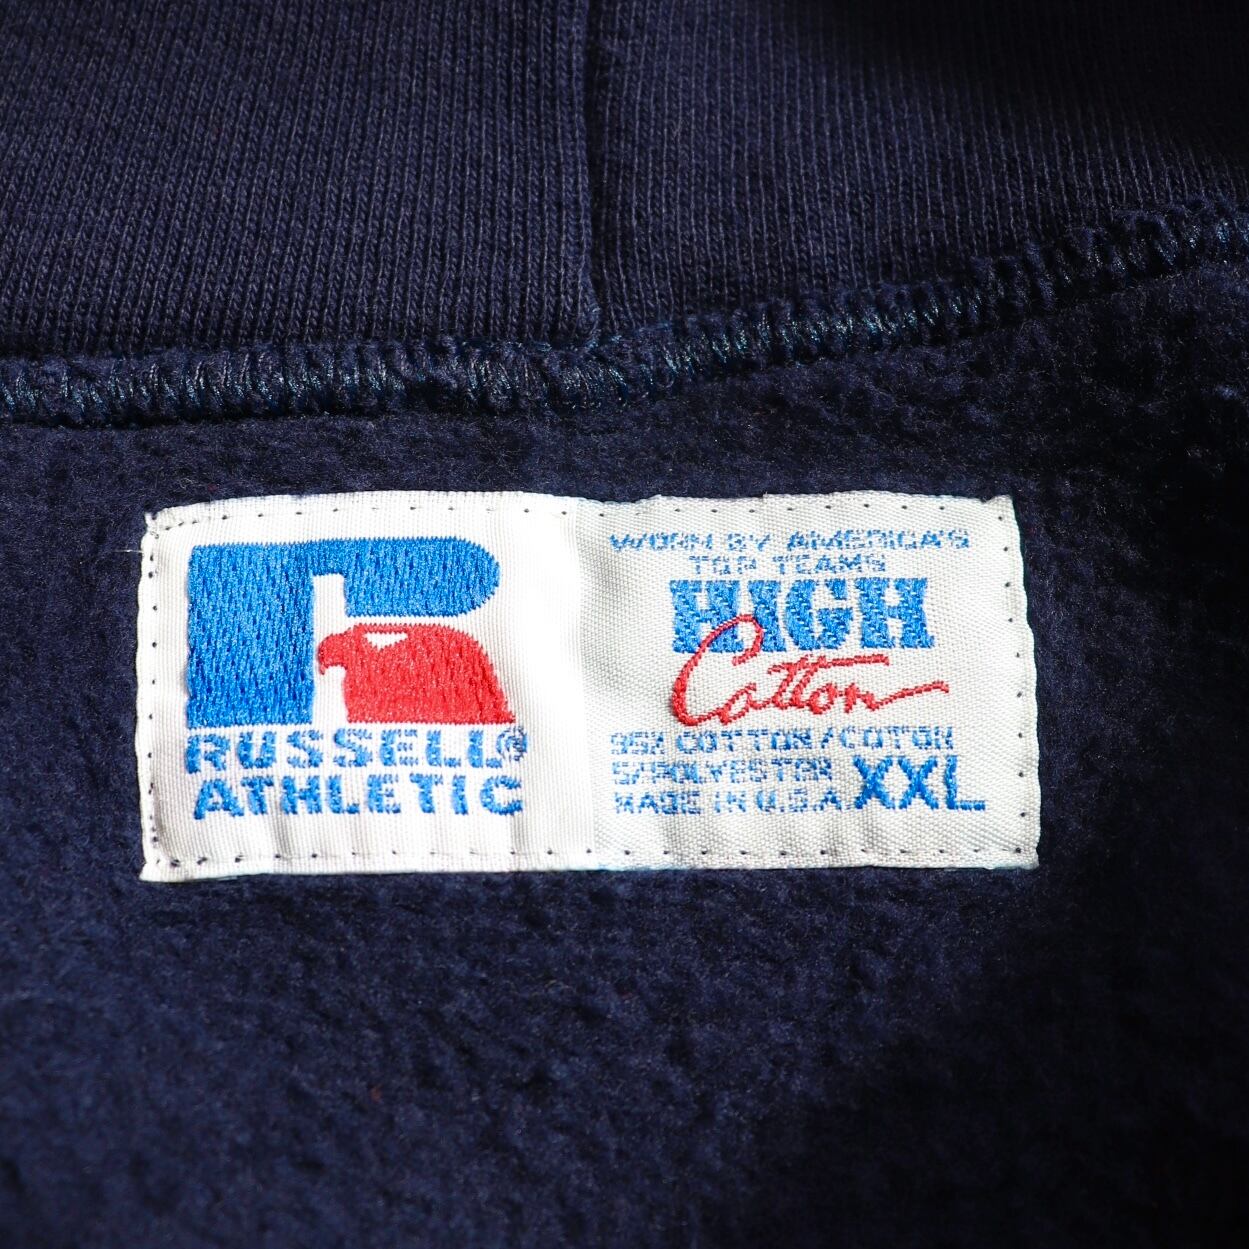 RUSSELL®
ATHLETIC
WORN BY AMERICA'S
TOP TEAMS
HIGH
Cotton
95% COTTON/COTON
5/POLYESTER
MADE IN U.S.A. XXL